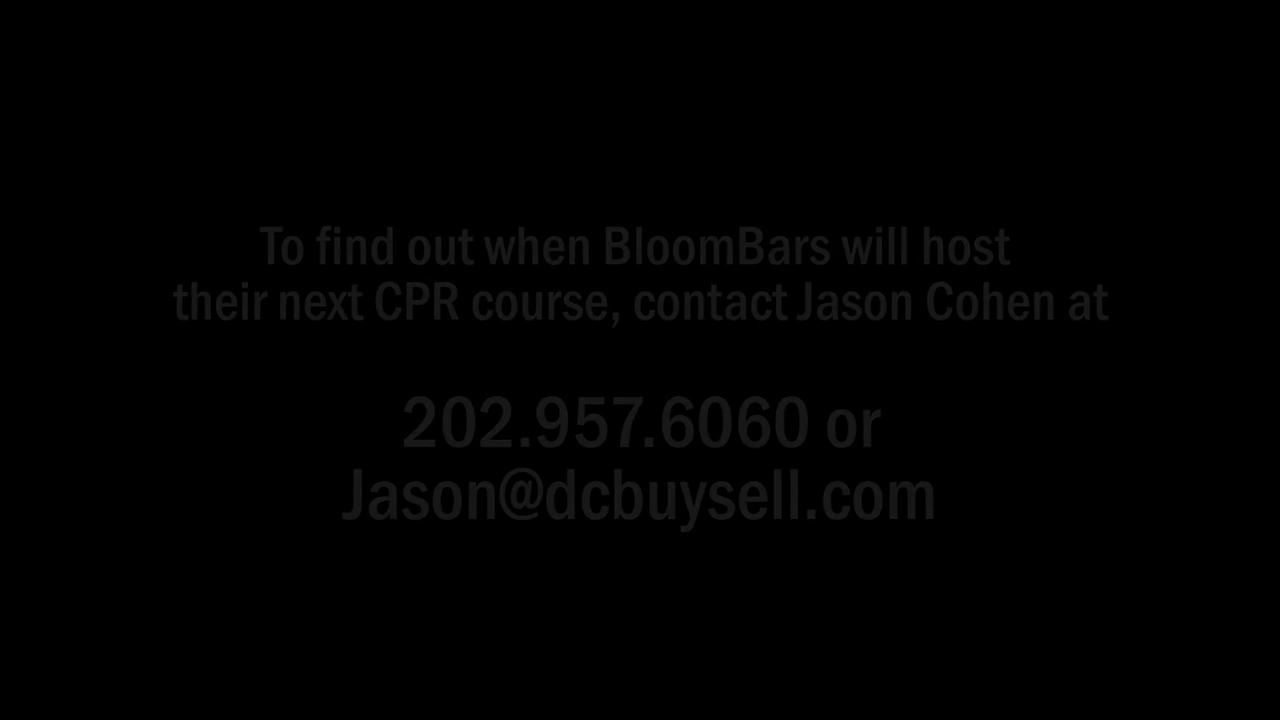 To find out when BloomBars will host
their next CPR course, contact Jason Cohen at
202.957.6060 or
Jason@dcbuysell.com